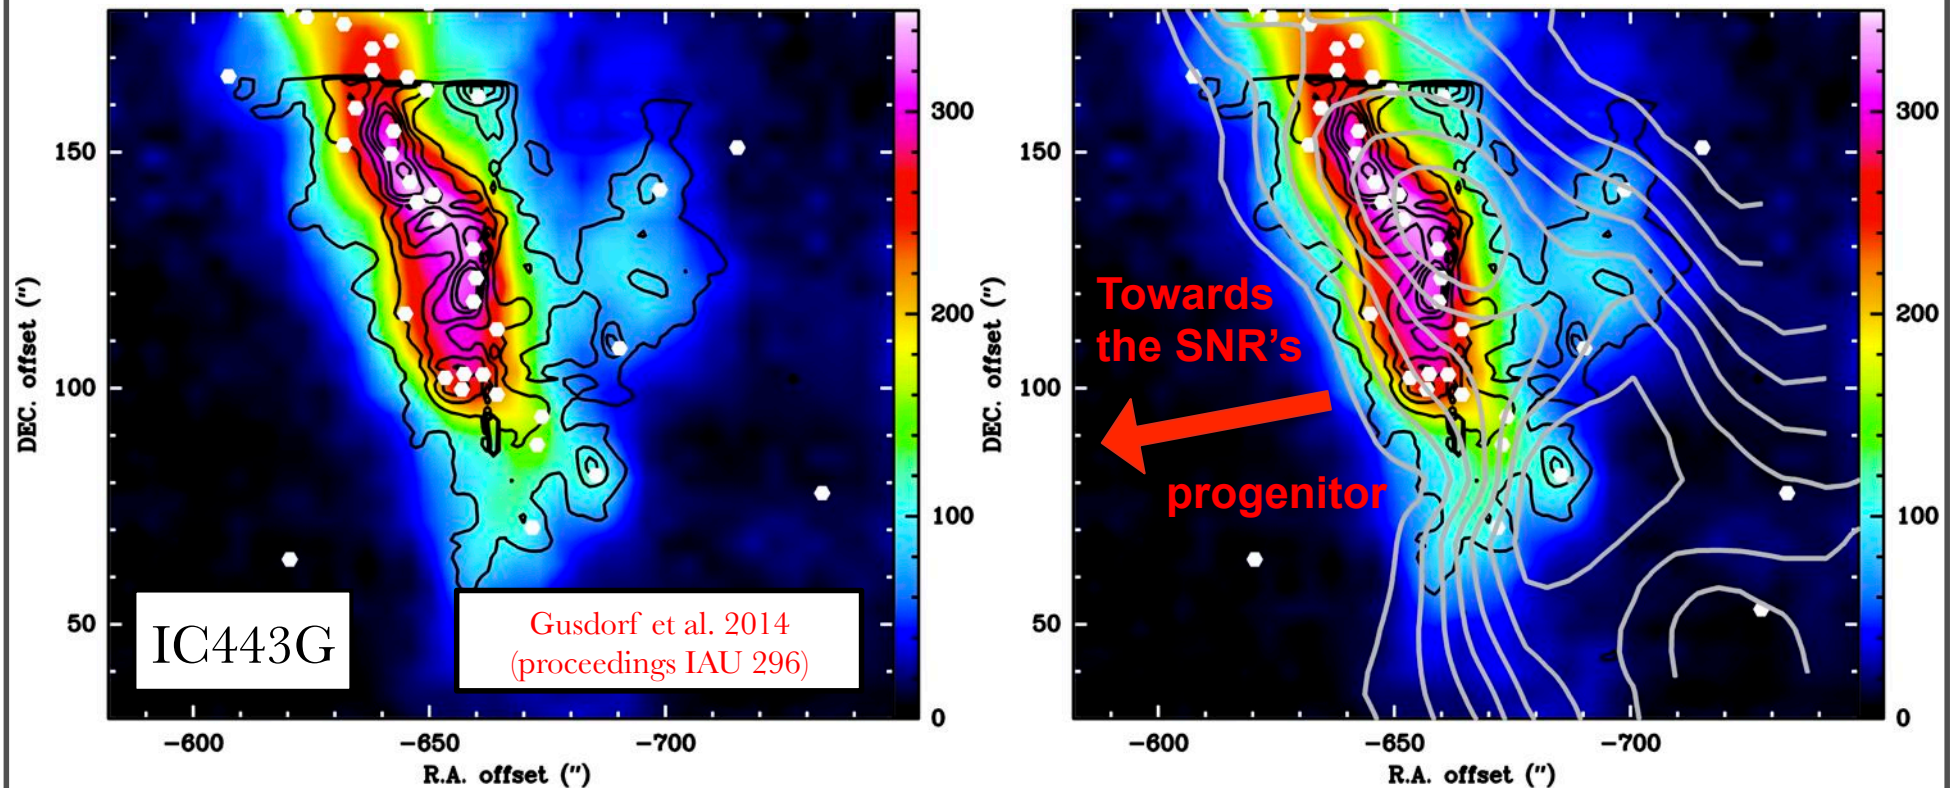 300
200
100
0
150
100
50
DEC. offset (")
−600
−650
−700
R.A. offset (")
IC443G
Gusdorf et al. 2014
(proceedings IAU 296)
300
200
100
0
150
100
50
DEC. offset (")
−600
−650
−700
R.A. offset (")
Towards
the SNR's
progenitor